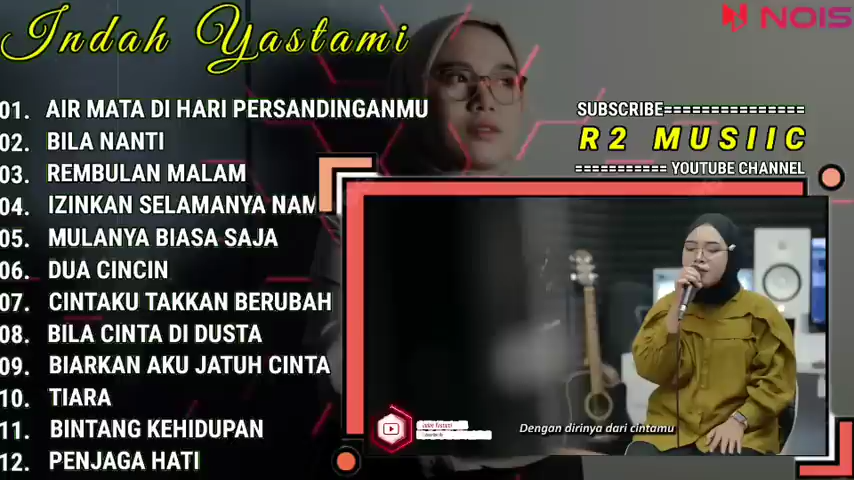 Indah Yastami
NOIS
01. AIR MATA DI HARI PERSANDINGANMU
02. BILA NANTI
03. REMBULAN MALAM
04. IZINKAN SELAMANYA NAM
05. MULANYA BIASA SAJA
06. DUA CINCIN
07. CINTAKU TAKKAN BERUBAH
08. BILA CINTA DI DUSTA
09. BIARKAN AKU JATUH CINTA
10. TIARA
11. BINTANG KEHIDUPAN
12. PENJAGA HATI
SUBSCRIBE===============
R2 MUSIIC
=========== YOUTUBE CHANNEL
Dengan dirinya dari cintamu